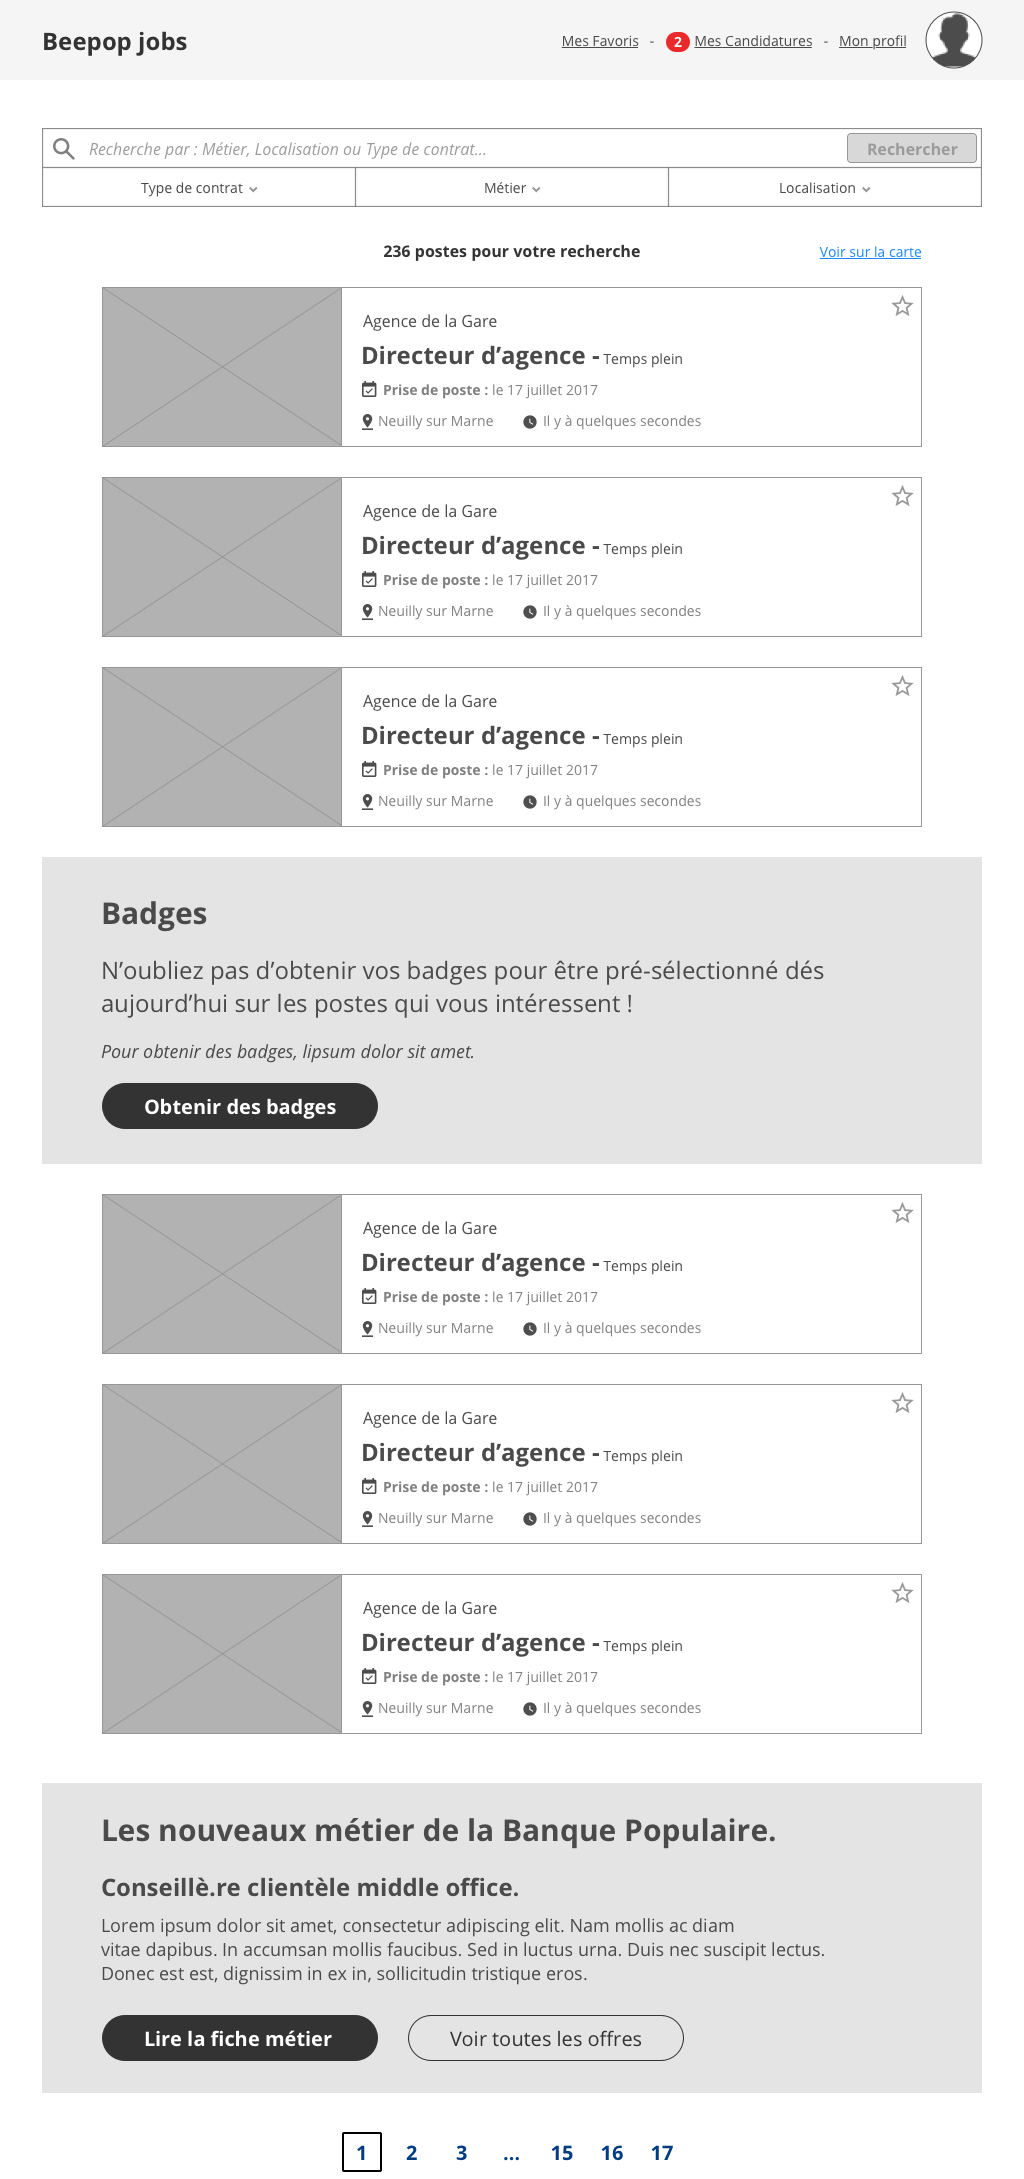 Beepop jobs
Mes Favoris - 2 Mes Candidatures - Mon profil
Recherche par : Métier, Localisation ou Type de contrat...
Rechercher
Type de contrat
Métier
Localisation
236 postes pour votre recherche
Voir sur la carte
Agence de la Gare
Directeur d’agence - Temps plein
Prise de poste : le 17 juillet 2017
Neuilly sur Marne Il y à quelques secondes
Agence de la Gare
Directeur d’agence - Temps plein
Prise de poste : le 17 juillet 2017
Neuilly sur Marne Il y à quelques secondes
Agence de la Gare
Directeur d’agence - Temps plein
Prise de poste : le 17 juillet 2017
Neuilly sur Marne Il y à quelques secondes
Badges
N’oubliez pas d’obtenir vos badges pour être pré-sélectionné dés
aujourd’hui sur les postes qui vous intéressent !
Pour obtenir des badges, lipsum dolor sit amet.
Obtenir des badges
Agence de la Gare
Directeur d’agence - Temps plein
Prise de poste : le 17 juillet 2017
Neuilly sur Marne Il y à quelques secondes
Agence de la Gare
Directeur d’agence - Temps plein
Prise de poste : le 17 juillet 2017
Neuilly sur Marne Il y à quelques secondes
Agence de la Gare
Directeur d’agence - Temps plein
Prise de poste : le 17 juillet 2017
Neuilly sur Marne Il y à quelques secondes
Les nouveaux métier de la Banque Populaire.
Conseillè.re clientèle middle office.
Lorem ipsum dolor sit amet, consectetur adipiscing elit. Nam mollis ac diam
vitae dapibus. In accumsan mollis faucibus. Sed in luctus urna. Duis nec suscipit lectus.
Donec est est, dignissim in ex in, sollicitudin tristique eros.
Lire la fiche métier
Voir toutes les offres
1 2 3 ... 15 16 17